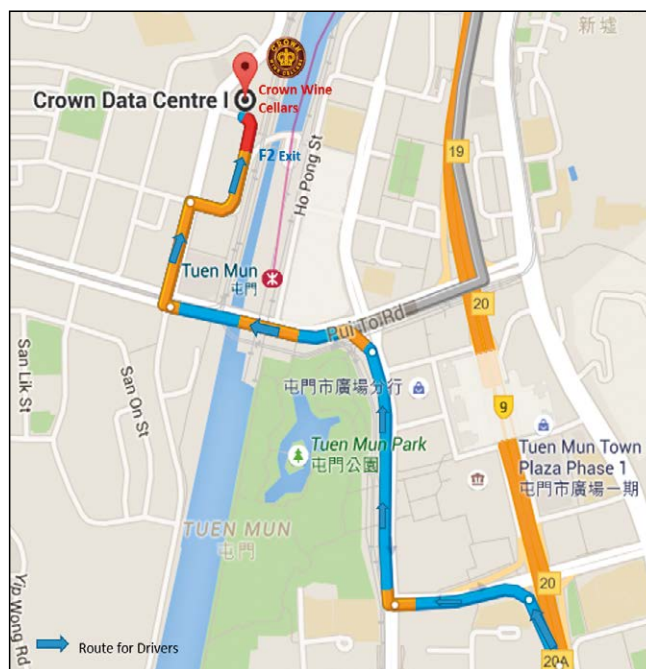 新墟
CROWN
WINE CELLARS
Crown Data Centre I
Crown Wine
Cellars
F2 Exit
Ho Pong St
19
Tuen Mun
屯門
20
Pui To Rd
San Lik St
San On St
屯門市廣場分行
9
Tuen Mun Park
屯門公園
Tuen Mun Town
Plaza Phase 1
屯門市廣場一期
TUEN MUN
屯門
Yip Wong Rd
20
Route for Drivers
20A